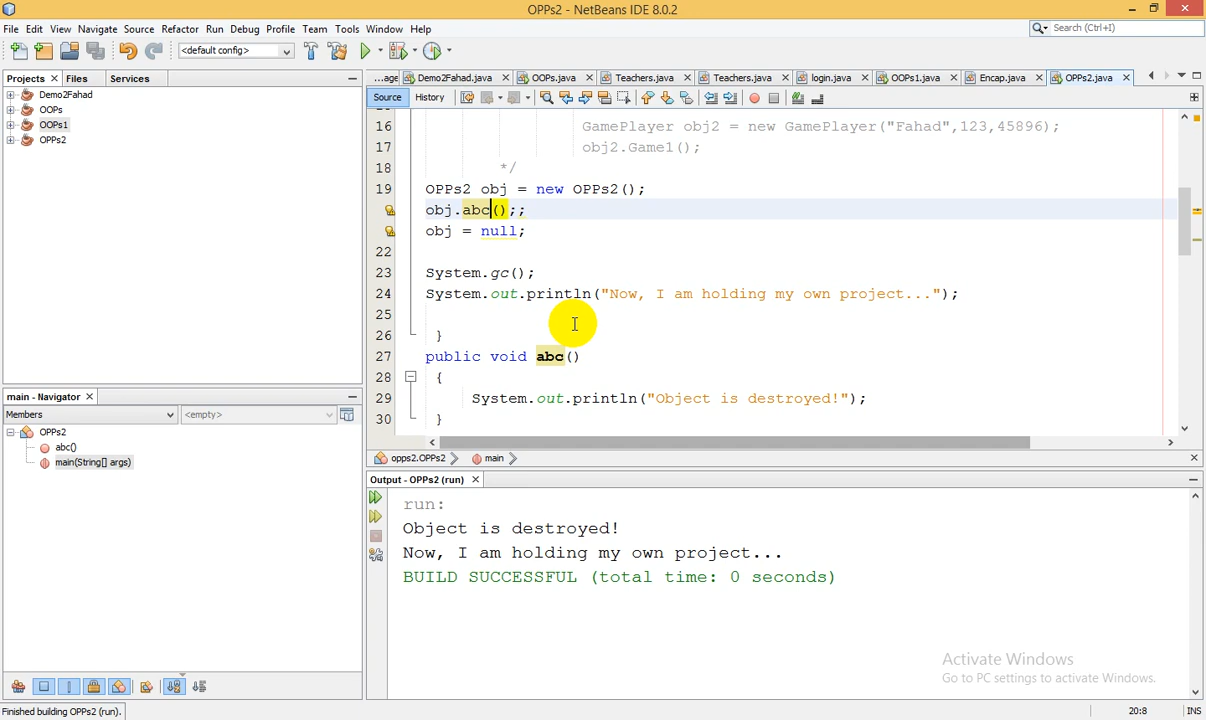 OPPs2 - NetBeans IDE 8.0.2
File Edit View Navigate Source Refactor Run Debug Profile Team Tools Window Help
Search (Ctrl+I)
<default config>
Projects Files Services
...age Demo2Fahad.java OOPs.java Teachers.java Teachers.java login.java OOPs1.java Encap.java OPPs2.java
Source History
Demo2Fahad
OOPs
OOPs1
OPPs2
16 GamePlayer obj2 = new GamePlayer("Fahad",123,45896);
17 obj2.Game1();
18 */
19 OPPs2 obj = new OPPs2();
obj.abc();;
obj = null;
22
23 System.gc();
24 System.out.println("Now, I am holding my own project...");
25
26 }
27 public void abc()
28 {
29 System.out.println("Object is destroyed!");
30 }
opps2.OPPs2 main
main - Navigator
Members <empty>
OPPs2
abc()
main(String[] args)
Output - OPPs2 (run)
run:
Object is destroyed!
Now, I am holding my own project...
BUILD SUCCESSFUL (total time: 0 seconds)
Activate Windows
Go to PC settings to activate Windows.
Finished building OPPs2 (run).
20:8 INS